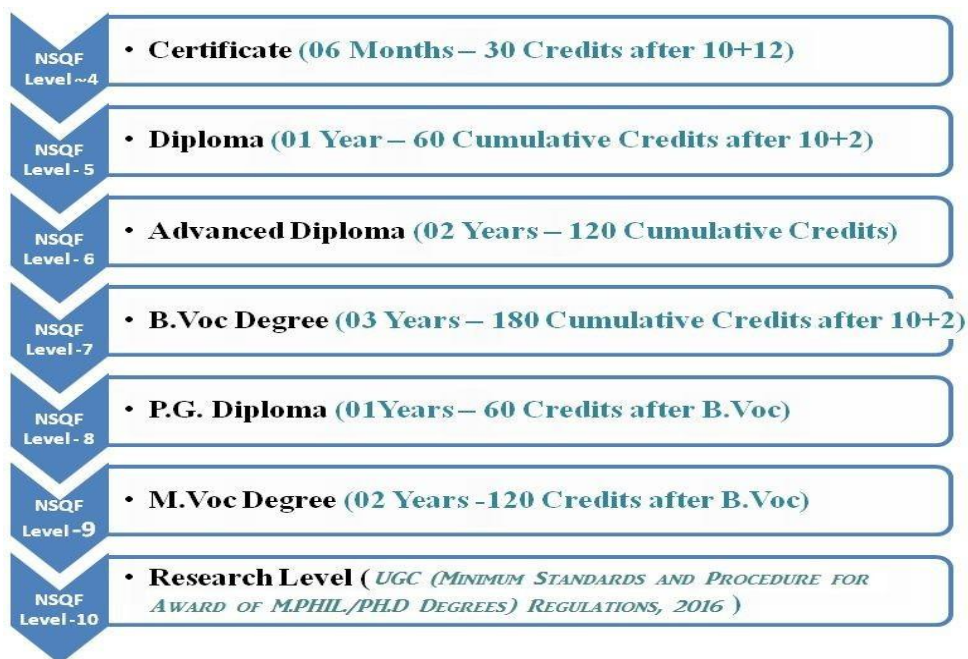 NSQF
Level~4
• Certificate (06 Months – 30 Credits after 10+12)
NSQF
Level- 5
• Diploma (01 Year – 60 Cumulative Credits after 10+2)
NSQF
Level- 6
• Advanced Diploma (02 Years – 120 Cumulative Credits)
NSQF
Level -7
• B.Voc Degree (03 Years – 180 Cumulative Credits after 10+2)
NSQF
Level- 8
• P.G. Diploma (01Years – 60 Credits after B.Voc)
NSQF
Level -9
• M.Voc Degree (02 Years -120 Credits after B.Voc)
NSQF
Level -10
• Research Level ( UGC (MINIMUM STANDARDS AND PROCEDURE FOR
AWARD OF M.PHIL./PH.D DEGREES) REGULATIONS, 2016 )